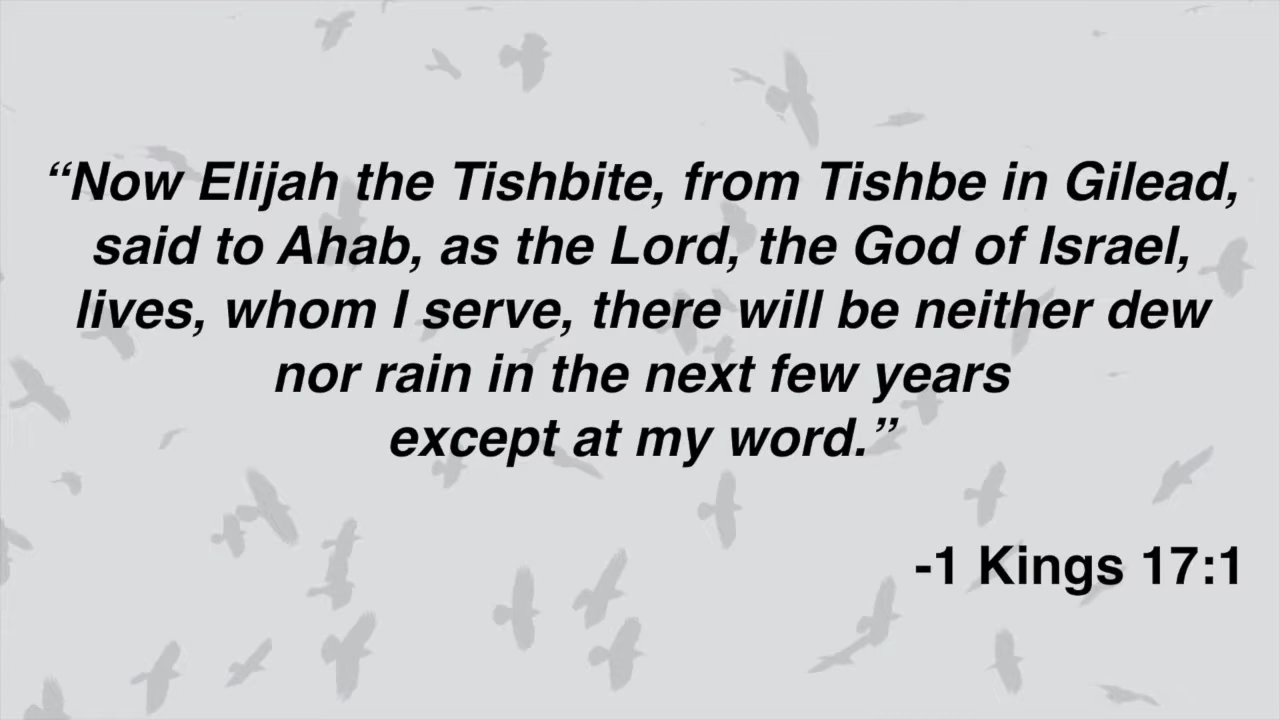 “Now Elijah the Tishbite, from Tishbe in Gilead,
said to Ahab, as the Lord, the God of Israel,
lives, whom I serve, there will be neither dew
nor rain in the next few years
except at my word.”
-1 Kings 17:1